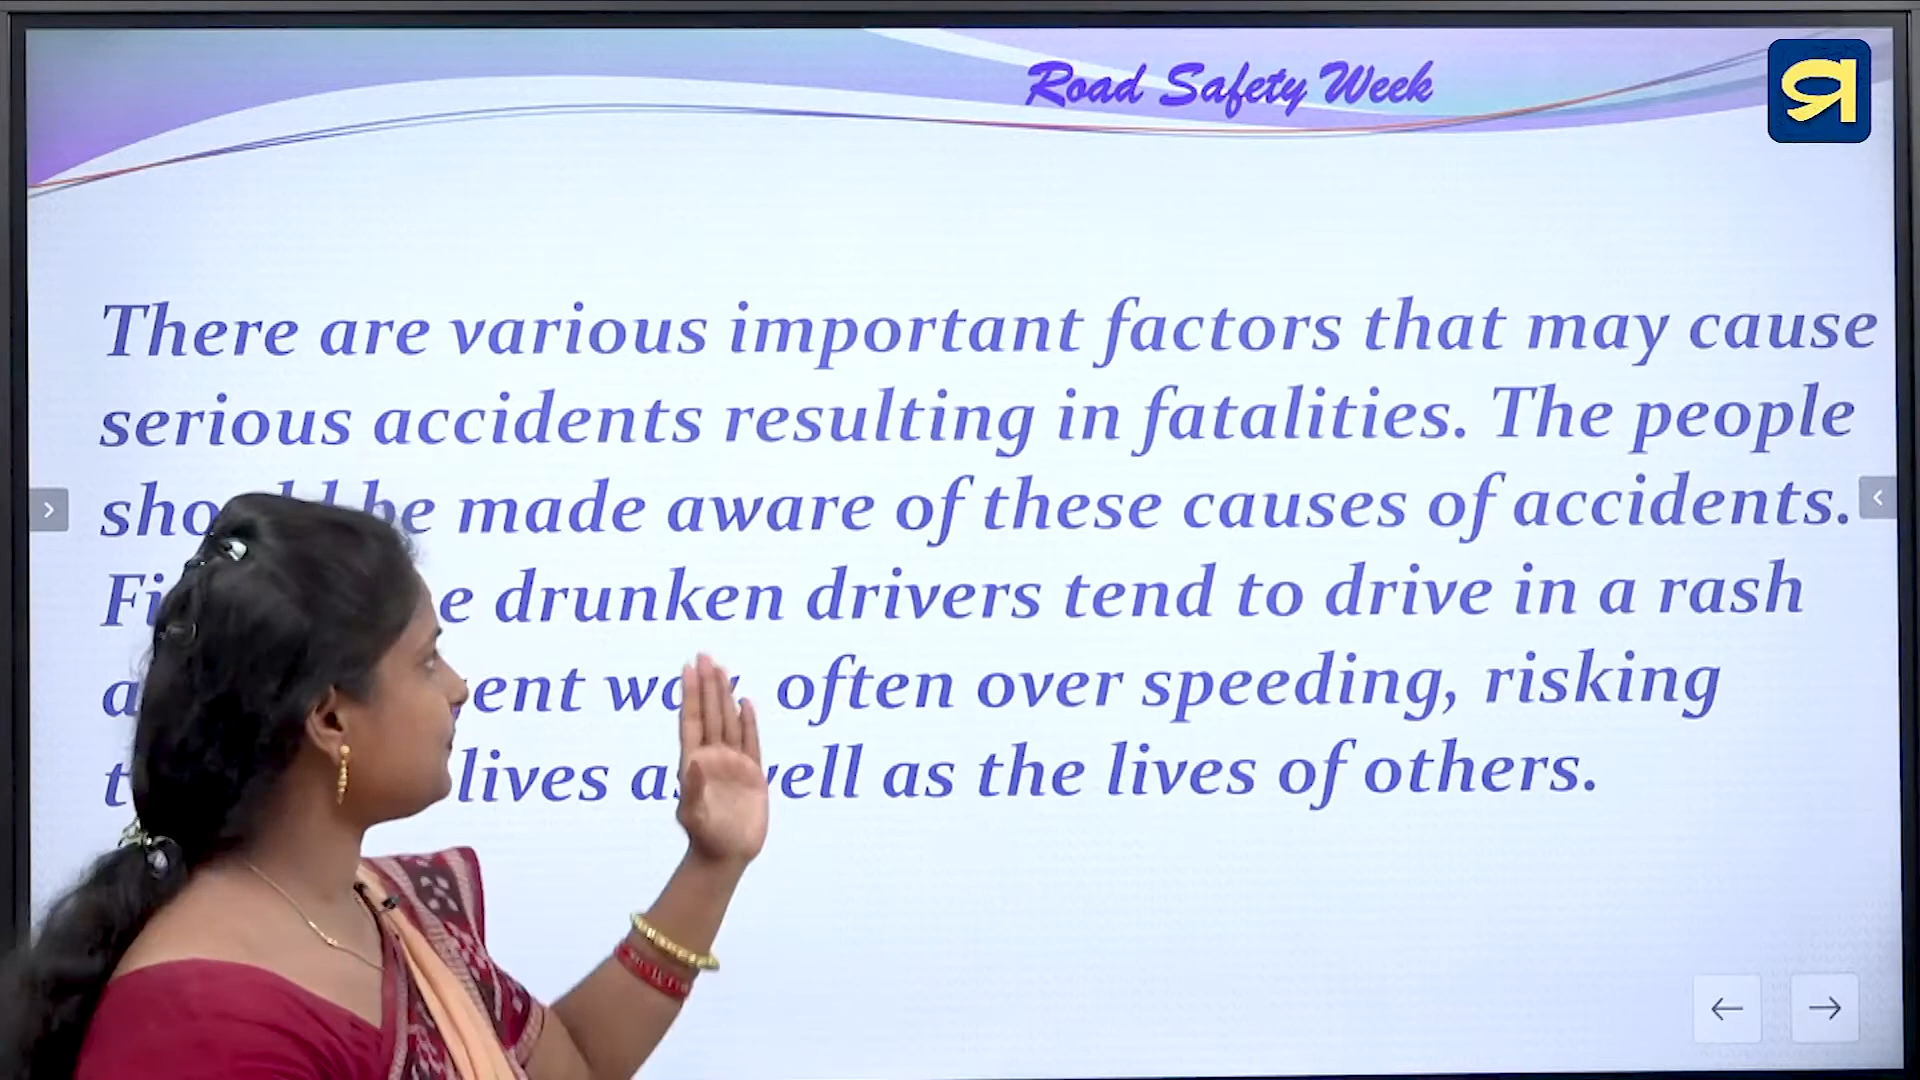 Road Safety Week
There are various important factors that may cause
serious accidents resulting in fatalities. The people
should be made aware of these causes of accidents.
drunken drivers tend to drive in a rash
often over speeding, risking
lives as well as the lives of others.